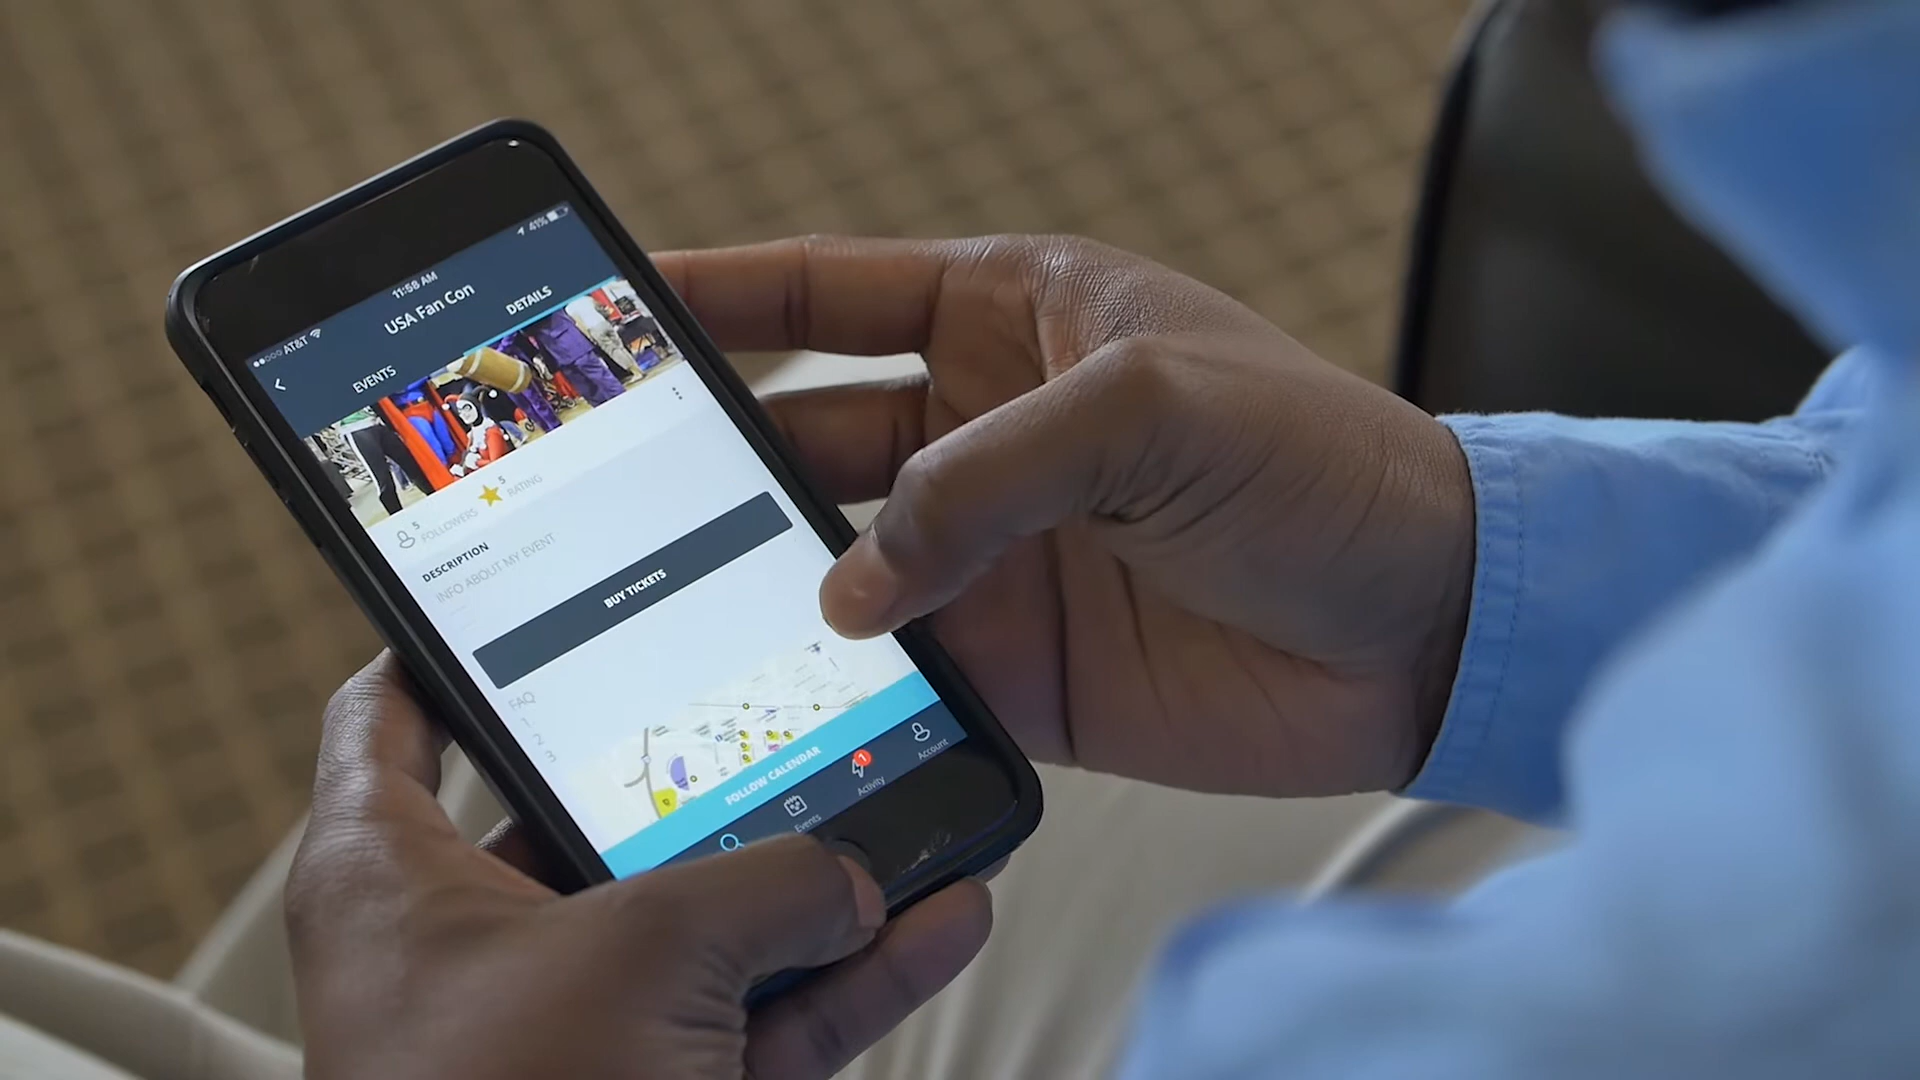 ●●○○○ AT&T 11:58 AM 41%
USA Fan Con
EVENTS DETAILS
5 FOLLOWERS 5 RATING
DESCRIPTION
INFO ABOUT MY EVENT
BUY TICKETS
FAQ
1
2
3
FOLLOW CALENDAR
1
Events Activity Account